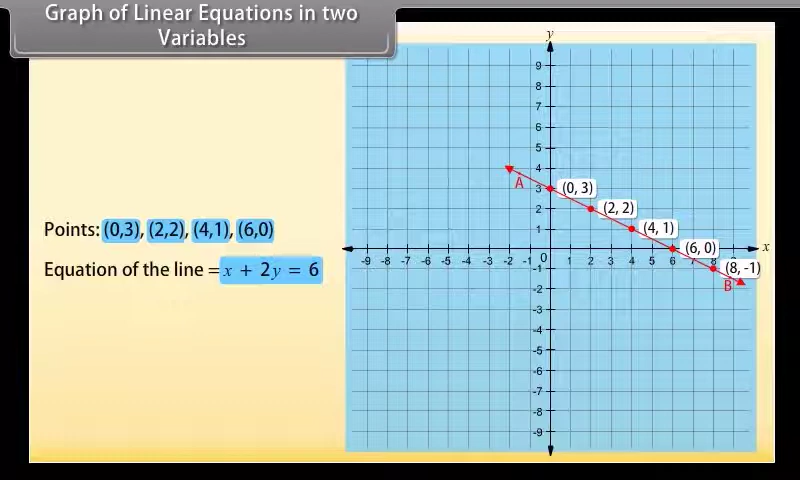 Graph of Linear Equations in two
Variables
y
9
8
7
6
5
4
A
3
(0, 3)
2
(2, 2)
Points: (0,3), (2,2), (4,1), (6,0)
1
(4, 1)
(6, 0)
x
Equation of the line = x + 2y = 6
-9 -8 -7 -6 -5 -4 -3 -2 -1 0 1 2 3 4 5 6 7 8 9
-1
(8, -1)
B
-2
-3
-4
-5
-6
-7
-8
-9